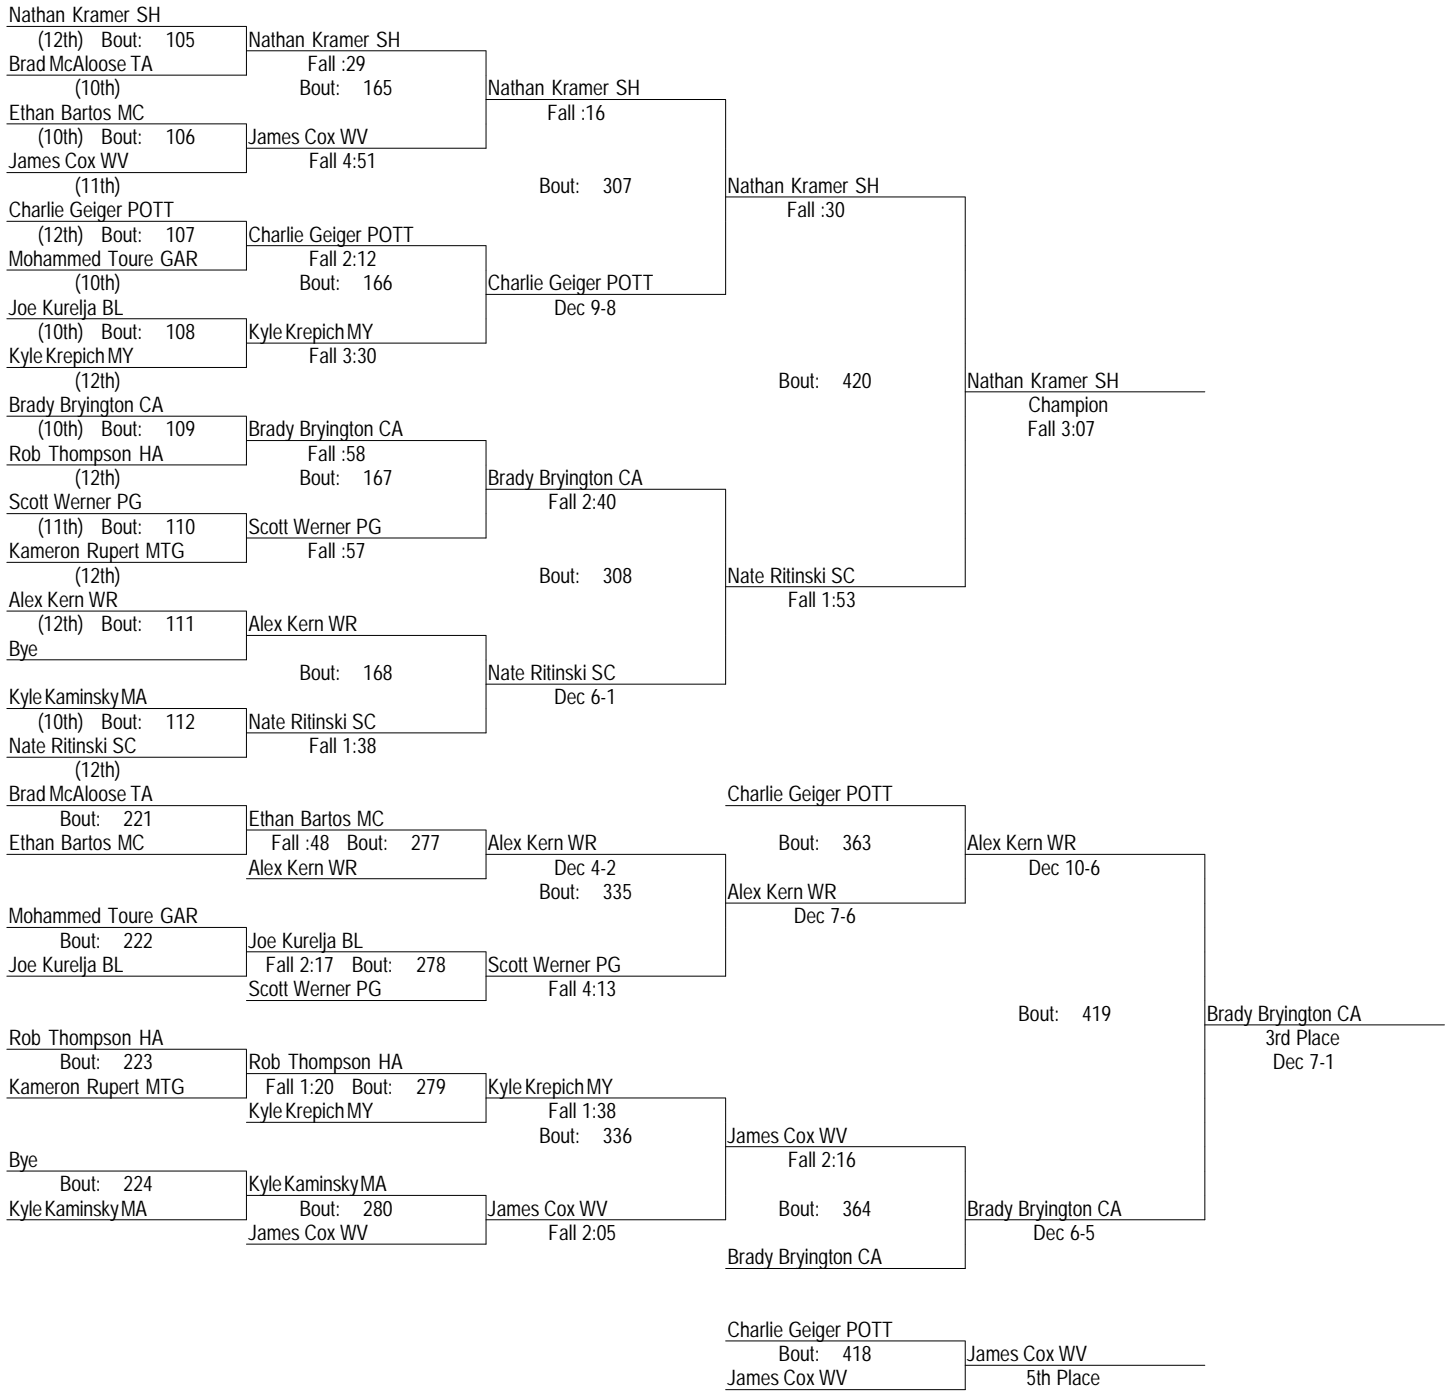 Nathan Kramer SH
(12th) Bout: 105 Nathan Kramer SH
Brad McAloose TA Fall :29
(10th) Bout: 165 Nathan Kramer SH
Ethan Bartos MC Fall :16
(10th) Bout: 106 James Cox WV
James Cox WV Fall 4:51
(11th) Bout: 307 Nathan Kramer SH
Charlie Geiger POTT Fall :30
(12th) Bout: 107 Charlie Geiger POTT
Mohammed Toure GAR Fall 2:12
(10th) Bout: 166 Charlie Geiger POTT
Joe Kurelja BL Dec 9-8
(10th) Bout: 108 Kyle Krepich MY
Kyle Krepich MY Fall 3:30
(12th) Bout: 420 Nathan Kramer SH
Brady Bryington CA Champion
(10th) Bout: 109 Brady Bryington CA Fall 3:07
Rob Thompson HA Fall :58
(12th) Bout: 167 Brady Bryington CA
Scott Werner PG Fall 2:40
(11th) Bout: 110 Scott Werner PG
Kameron Rupert MTG Fall :57
(12th) Bout: 308 Nate Ritinski SC
Alex Kern WR Fall 1:53
(12th) Bout: 111 Alex Kern WR
Bye
Bout: 168 Nate Ritinski SC
Kyle Kaminsky MA Dec 6-1
(10th) Bout: 112 Nate Ritinski SC
Nate Ritinski SC Fall 1:38
(12th)
Brad McAloose TA Charlie Geiger POTT
Bout: 221 Ethan Bartos MC
Ethan Bartos MC Fall :48 Bout: 277 Alex Kern WR Bout: 363 Alex Kern WR
Alex Kern WR Dec 4-2 Dec 10-6
Bout: 335 Alex Kern WR
Mohammed Toure GAR Dec 7-6
Bout: 222 Joe Kurelja BL
Joe Kurelja BL Fall 2:17 Bout: 278 Scott Werner PG
Scott Werner PG Fall 4:13
Bout: 419 Brady Bryington CA
Rob Thompson HA 3rd Place
Bout: 223 Rob Thompson HA Dec 7-1
Kameron Rupert MTG Fall 1:20 Bout: 279 Kyle Krepich MY
Kyle Krepich MY Fall 1:38
Bout: 336 James Cox WV
Bye Fall 2:16
Bout: 224 Kyle Kaminsky MA
Kyle Kaminsky MA Bout: 280 James Cox WV Bout: 364 Brady Bryington CA
James Cox WV Fall 2:05 Dec 6-5
Brady Bryington CA
Charlie Geiger POTT
Bout: 418 James Cox WV
James Cox WV 5th Place